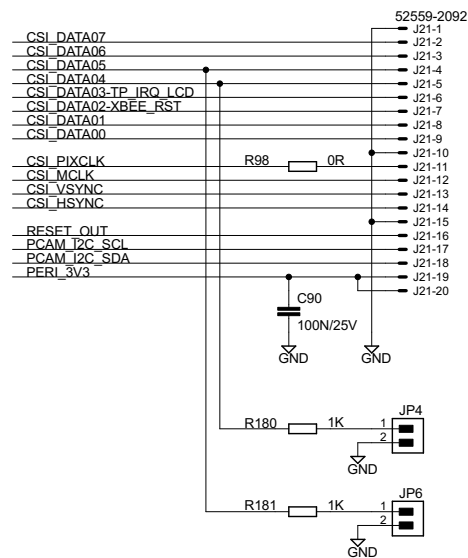 52559-2092
J21-1
CSI_DATA07 J21-2
CSI_DATA06 J21-3
CSI_DATA05 J21-4
CSI_DATA04 J21-5
CSI_DATA03-TP_IRQ_LCD J21-6
CSI_DATA02-XBEE_RST J21-7
CSI_DATA01 J21-8
CSI_DATA00 J21-9
J21-10
CSI_PIXCLK R98 0R J21-11
CSI_MCLK J21-12
CSI_VSYNC J21-13
CSI_HSYNC J21-14
J21-15
RESET_OUT J21-16
PCAM_I2C_SCL J21-17
PCAM_I2C_SDA J21-18
PERI_3V3 J21-19
J21-20
C90
100N/25V
GND GND
JP4
R180 1K 1
2
GND
JP6
R181 1K 1
2
GND